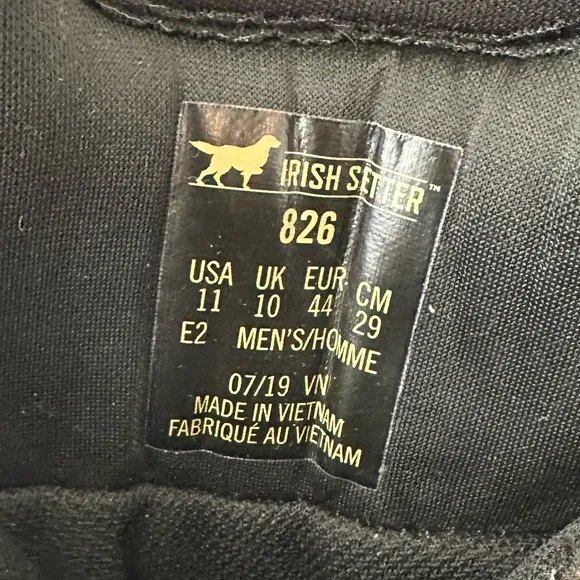 IRISH SETTER™
826
USA UK EUR CM
11 10 44 29
E2 MEN'S/HOMME
07/19 VN
MADE IN VIETNAM
FABRIQUÉ AU VIETNAM